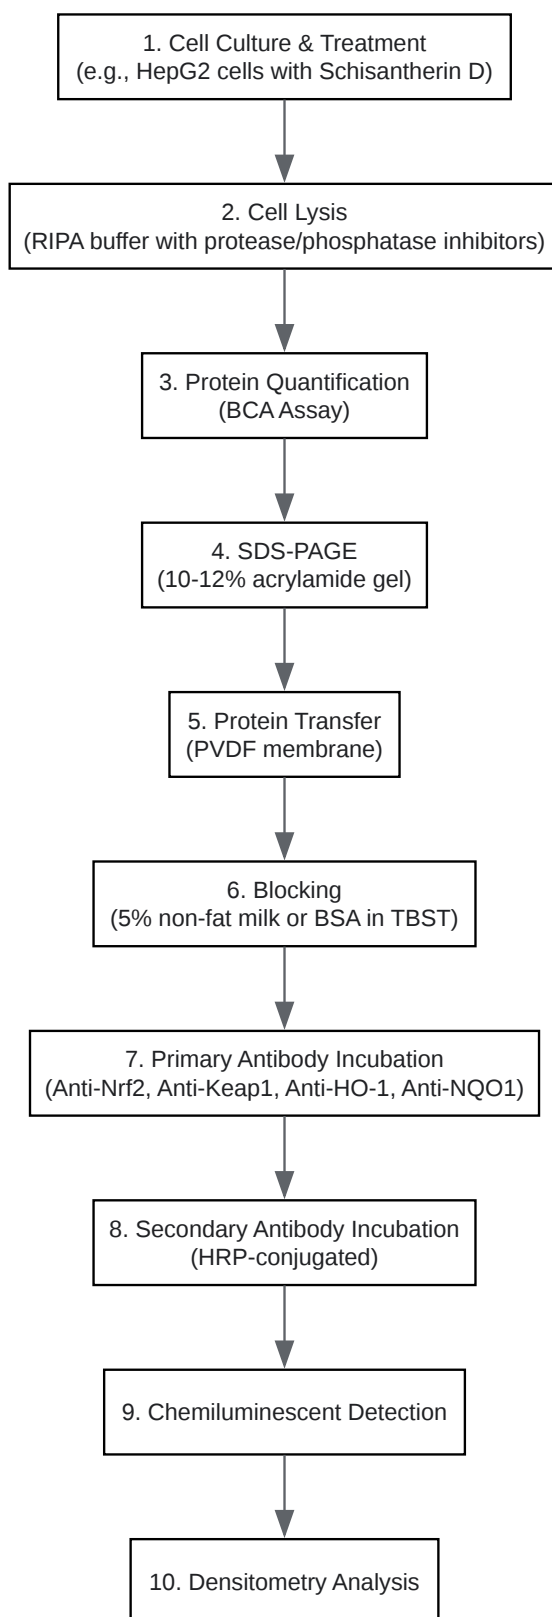 1. Cell Culture & Treatment
(e.g., HepG2 cells with Schisantherin D)
2. Cell Lysis
(RIPA buffer with protease/phosphatase inhibitors)
3. Protein Quantification
(BCA Assay)
4. SDS-PAGE
(10-12% acrylamide gel)
5. Protein Transfer
(PVDF membrane)
6. Blocking
(5% non-fat milk or BSA in TBST)
7. Primary Antibody Incubation
(Anti-Nrf2, Anti-Keap1, Anti-HO-1, Anti-NQO1)
8. Secondary Antibody Incubation
(HRP-conjugated)
9. Chemiluminescent Detection
10. Densitometry Analysis